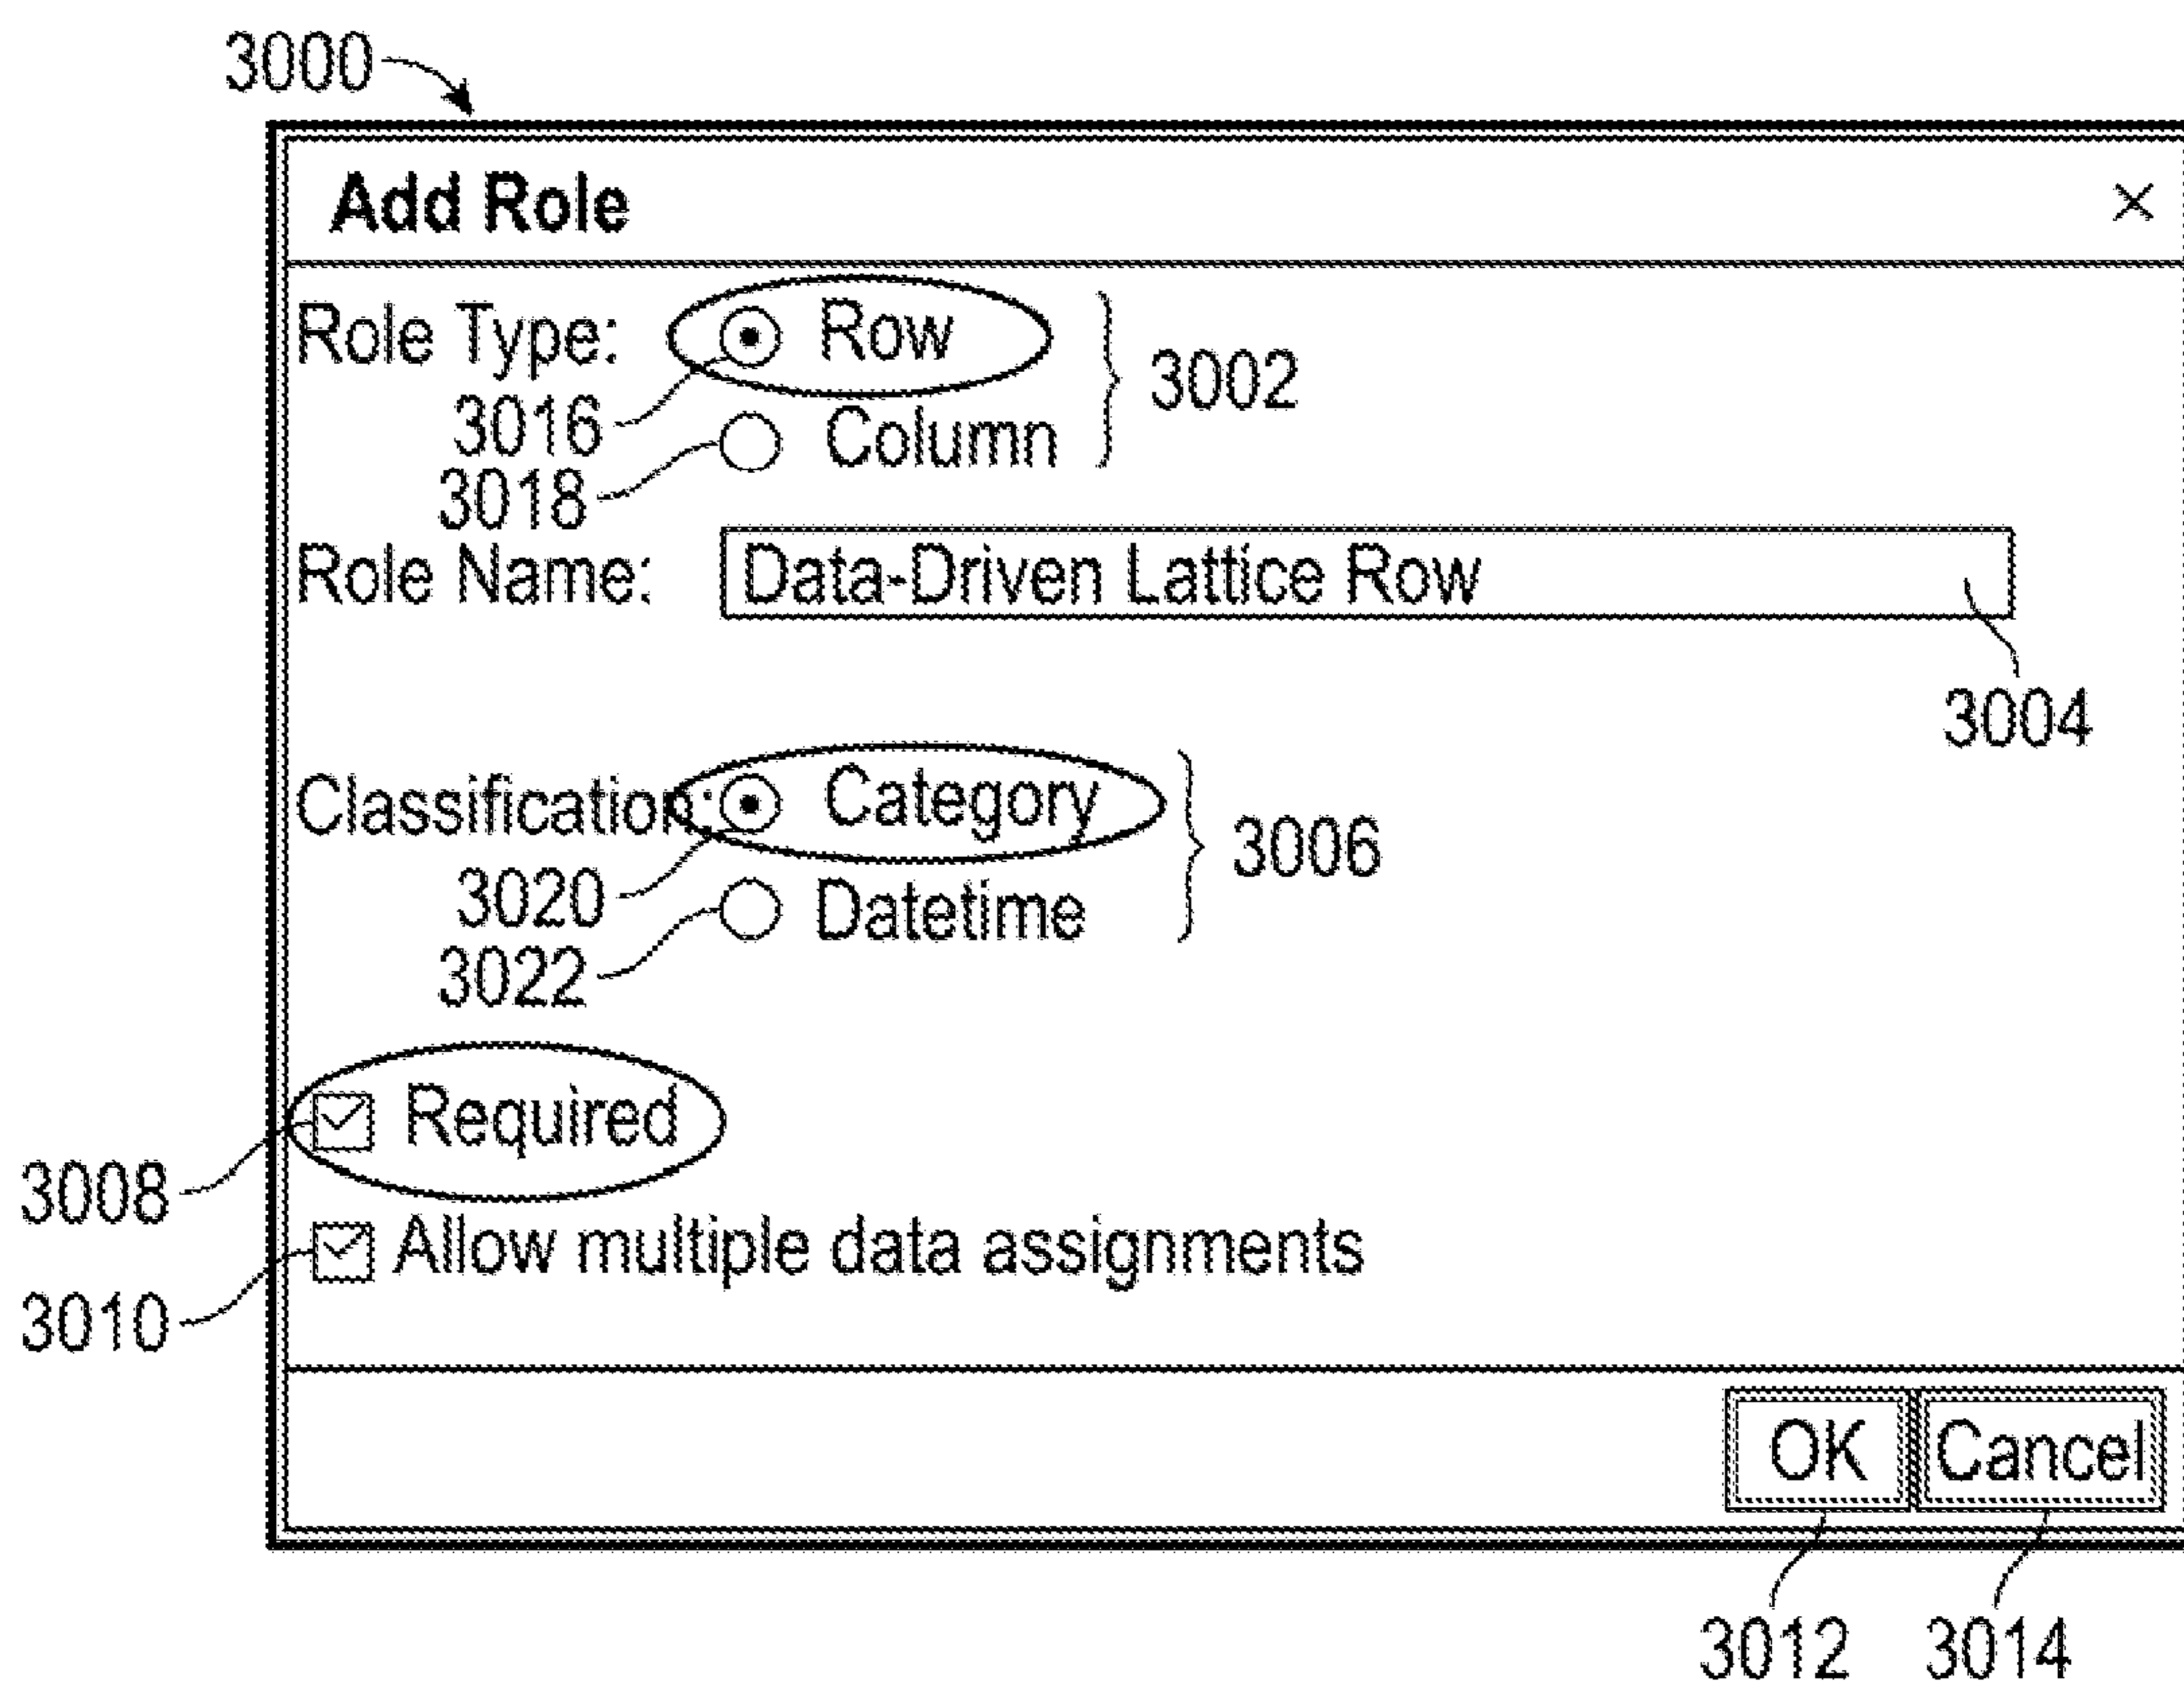 3000
Add Role ×
Role Type: Row
3002
3016
Column
3018
Role Name: Data-Driven Lattice Row
3004
Classification: Category
3006
3020
Datetime
3022
Required
3008
Allow multiple data assignments
3010
OK Cancel
3012 3014